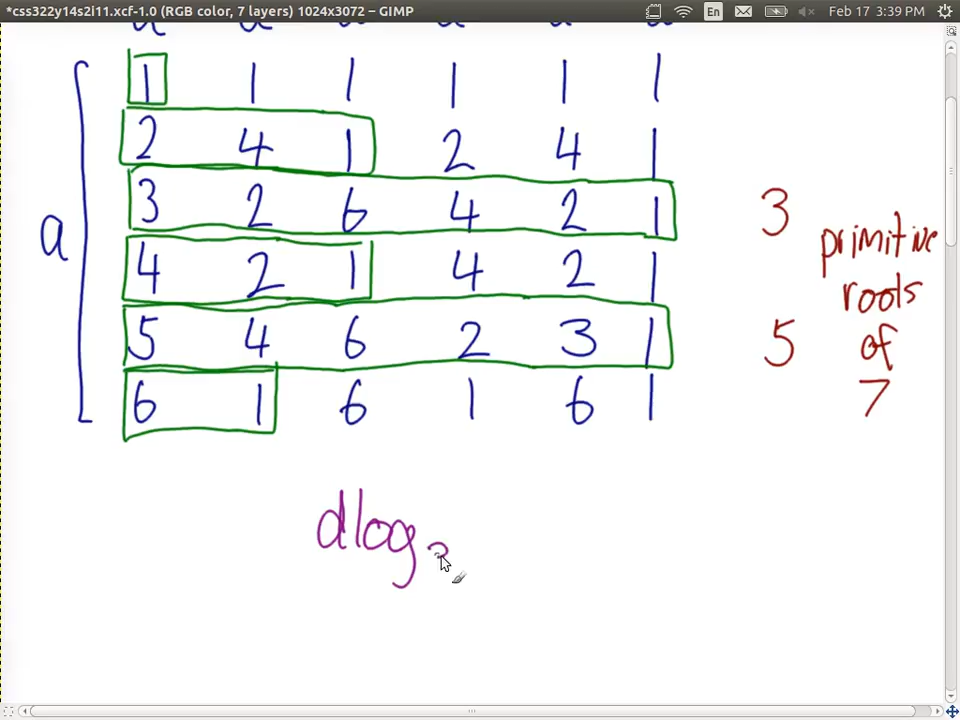 *css322y14s2i11.xcf-1.0 (RGB color, 7 layers) 1024x3072 – GIMP En Feb 17 3:39 PM
1 1 1 1 1 1
2 4 1 2 4 1
3 2 6 4 2 1 3
a
4 2 1 4 2 1
5 4 6 2 3 1 5
6 1 6 1 6 1
primitive
roots
of
7
dlog